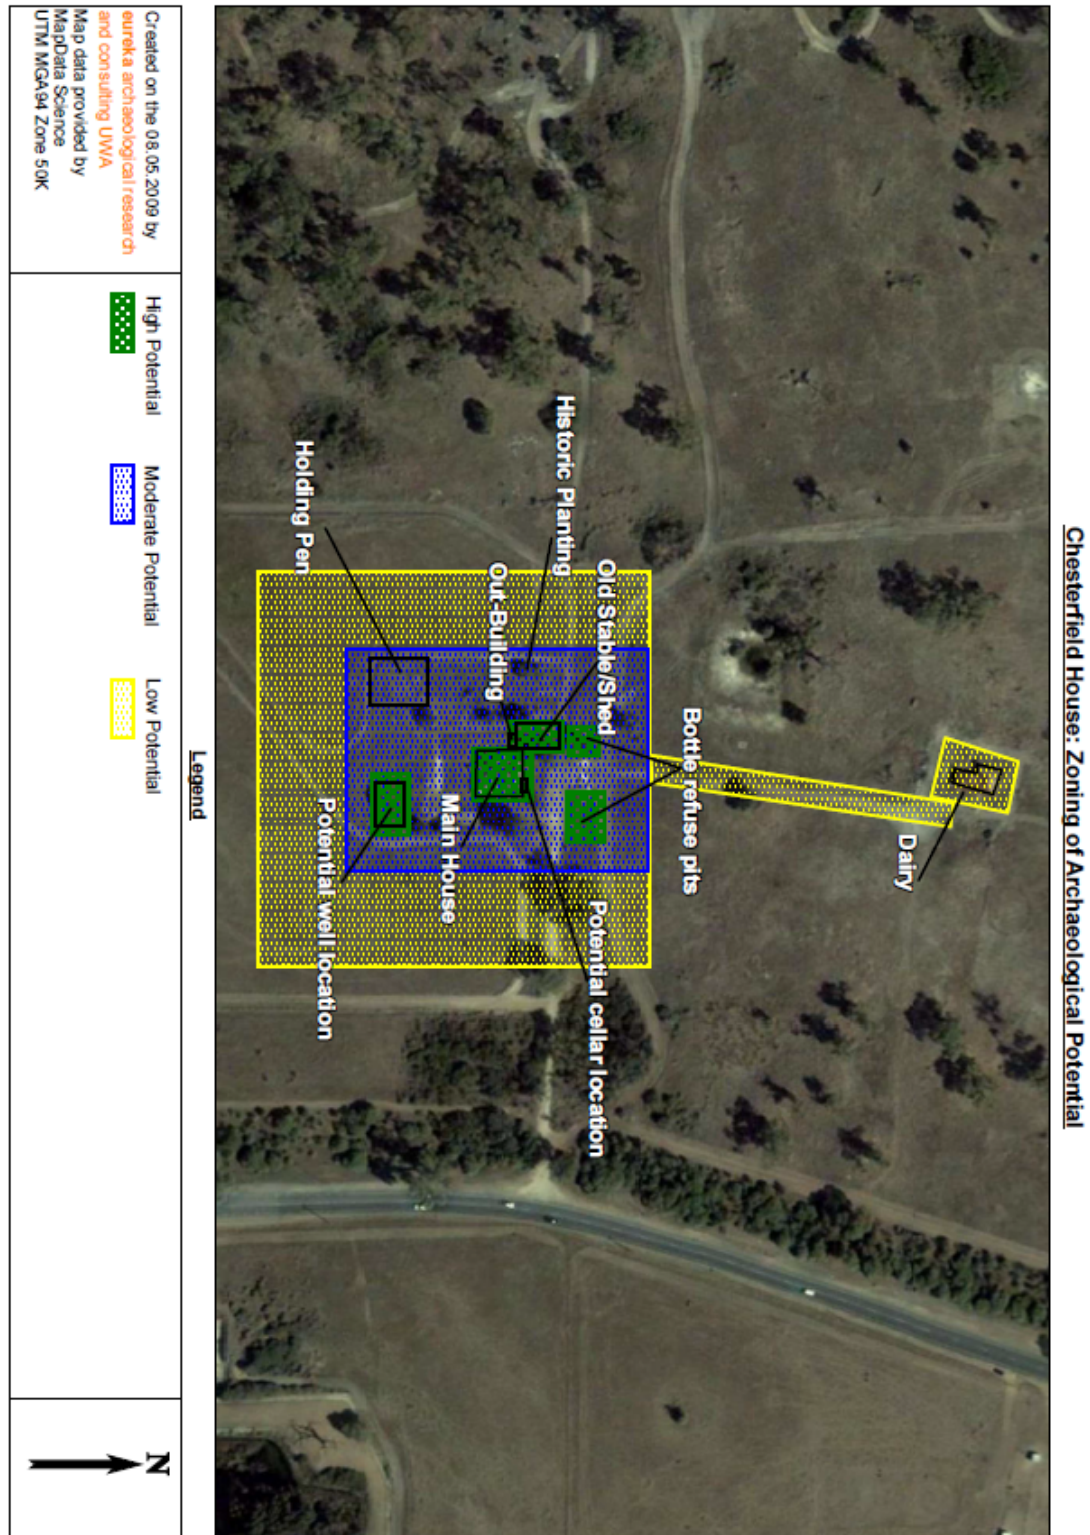 Chesterfield House: Zoning of Archaeological Potential
Dairy
Bottle refuse pits
Old Stable/Shed
Potential cellar location
Historic Planting
Out-Building
Main House
Holding Pen
Potential well location
Legend
High Potential
Moderate Potential
Low Potential
Created on the 08.05.2009 by
eureka archaeological research
and consulting UWA
Map data provided by
MapData Science
UTM MGA94 Zone 50K
N